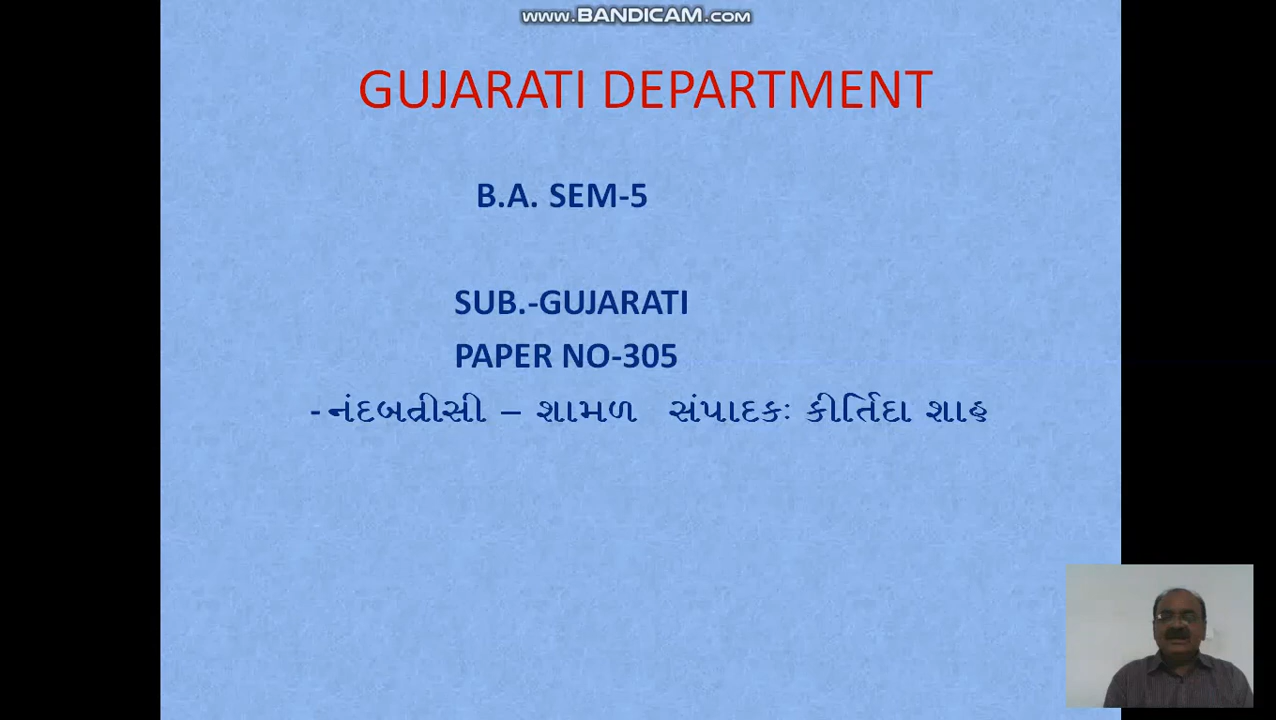 www.BANDICAM.com
GUJARATI DEPARTMENT
B.A. SEM-5
SUB.-GUJARATI
PAPER NO-305
-નંદબત્રીસી – શામળ સંપાદકઃ કીર્તિદા શાહ